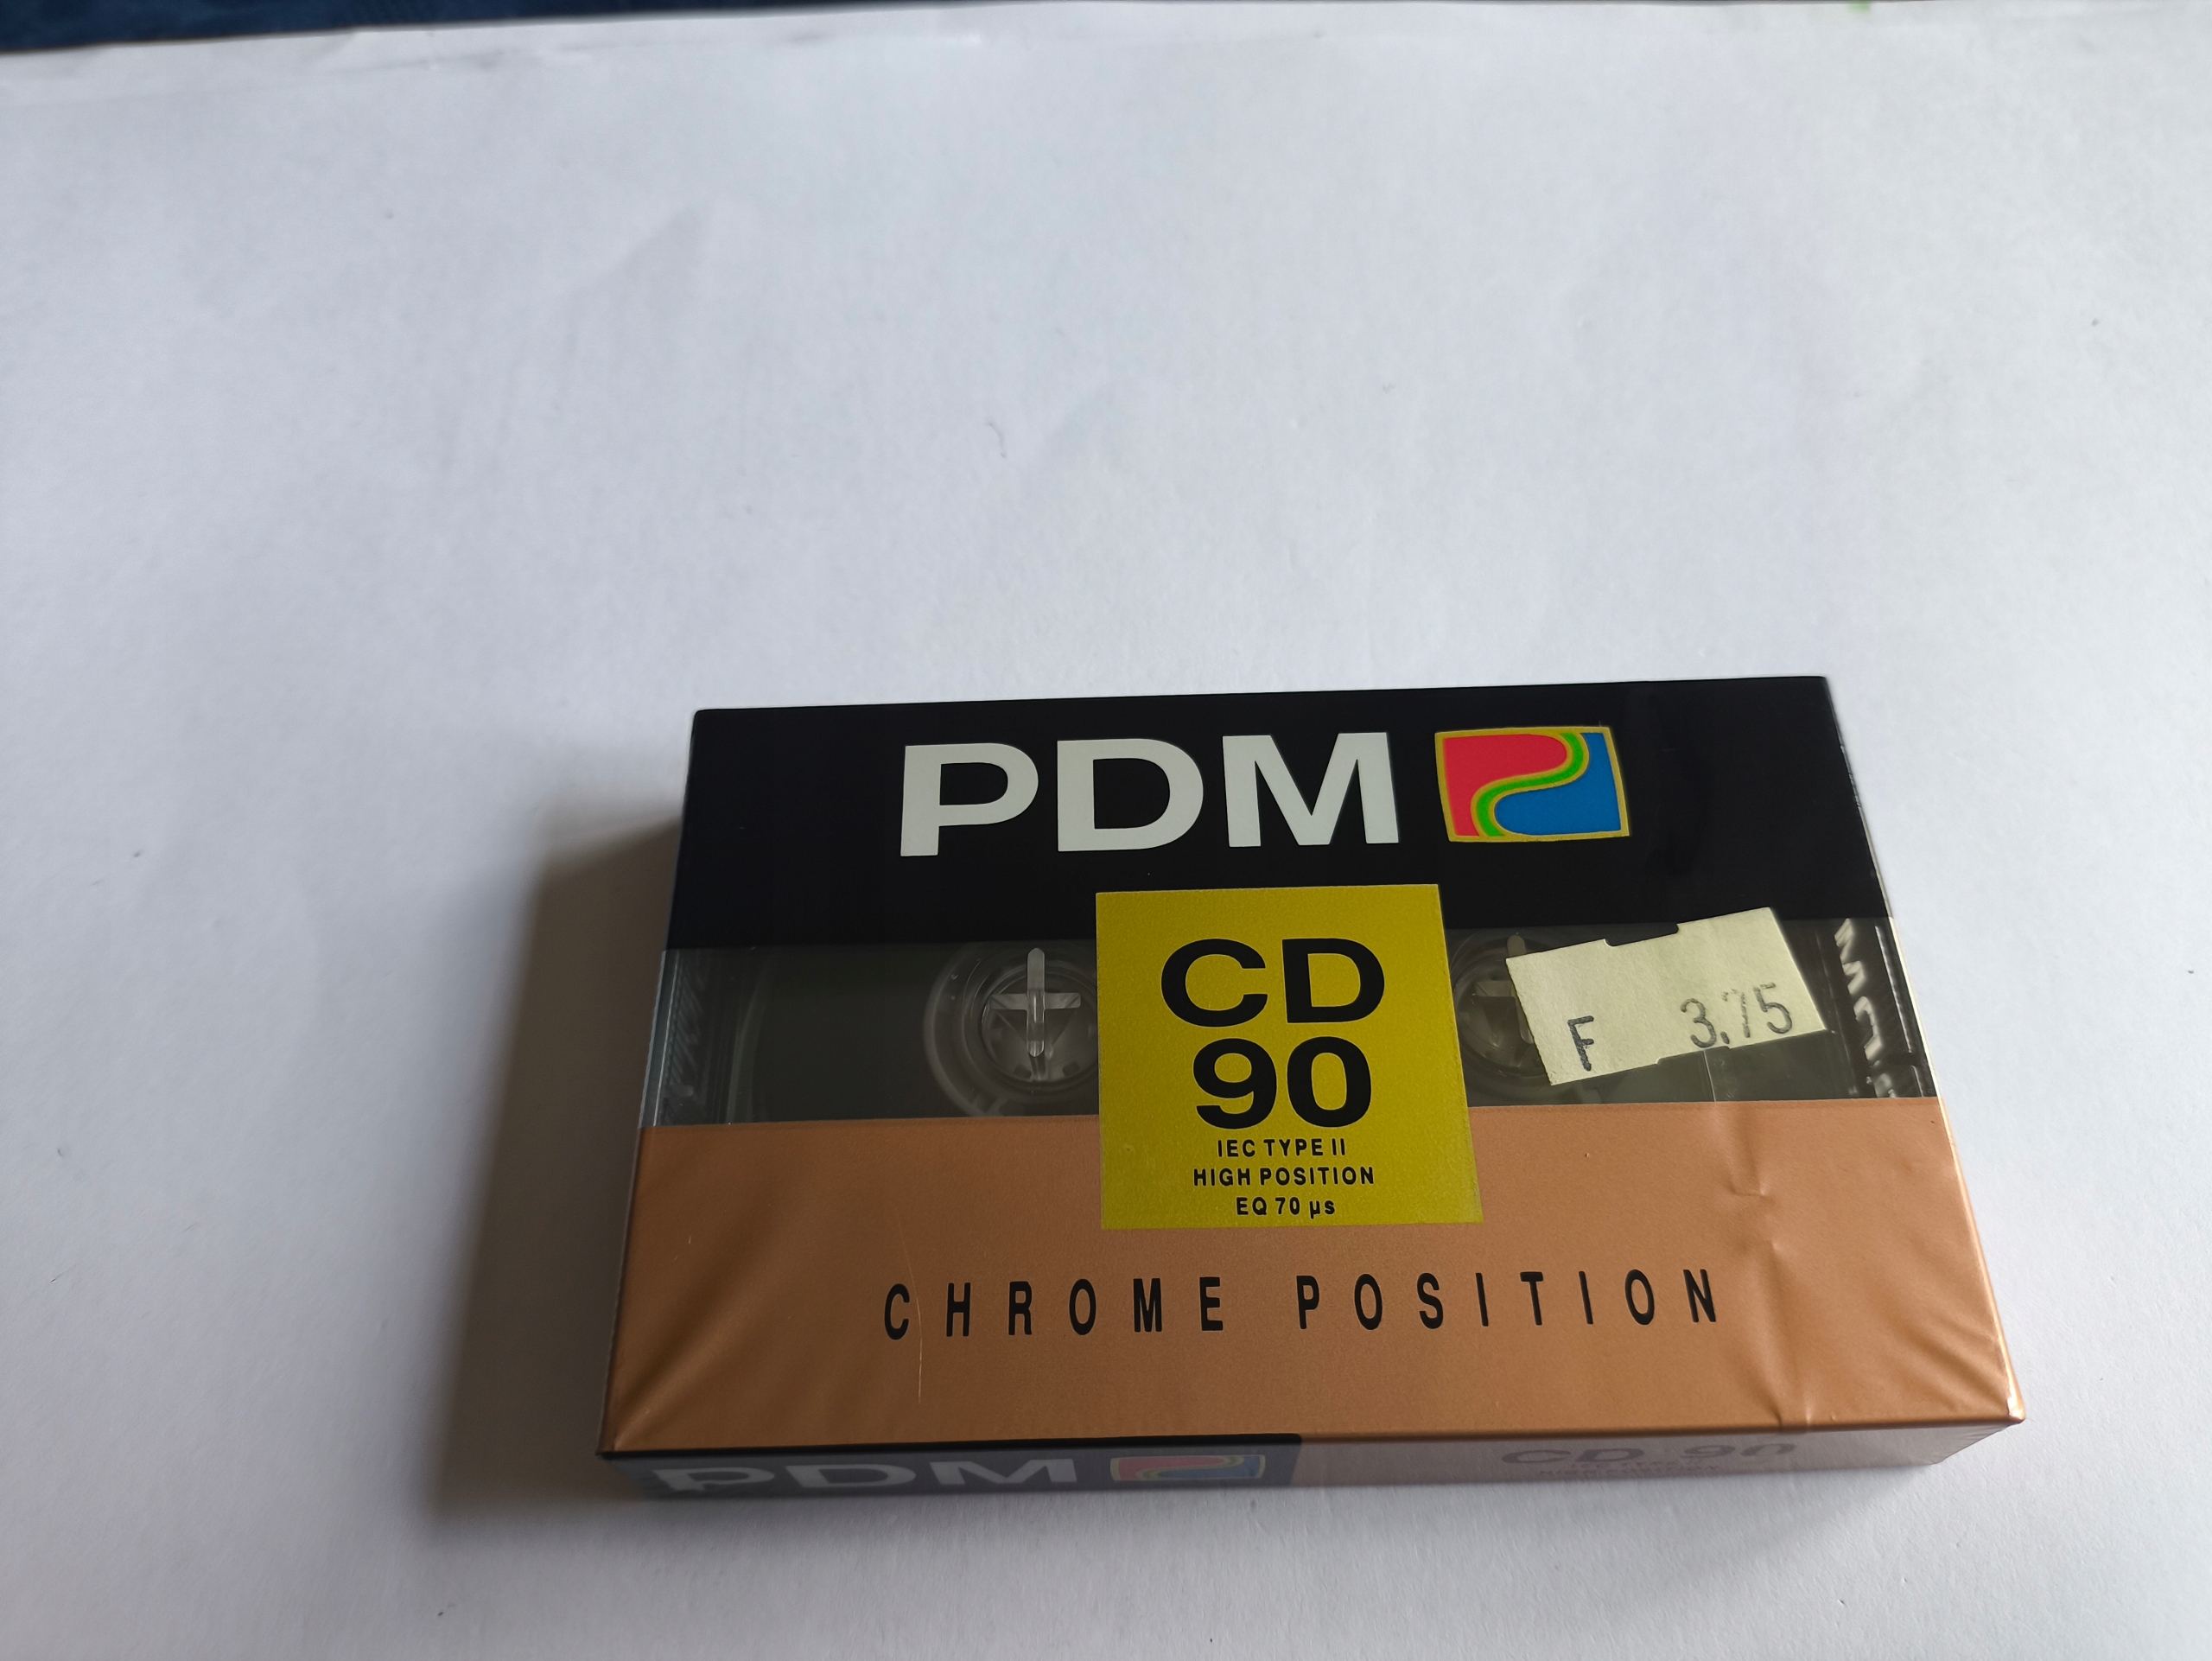 PDM
CD
90
IEC TYPE II
HIGH POSITION
EQ 70 µs
F 3.75
CHROME POSITION
PDM
CD 90